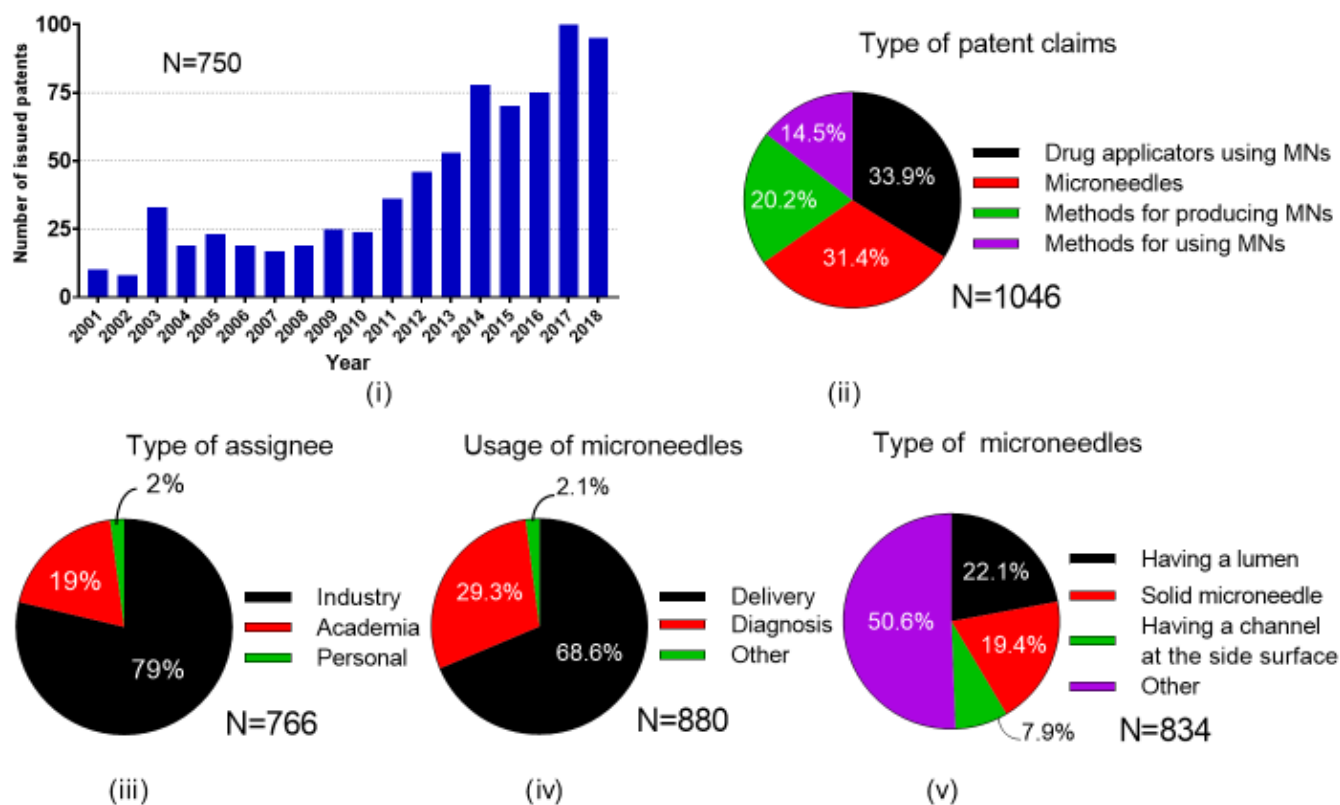 100
75
50
25
0
Number of issued patents
N=750
2001
2002
2003
2004
2005
2006
2007
2008
2009
2010
2011
2012
2013
2014
2015
2016
2017
2018
Year
(i)
Type of patent claims
14.5%
33.9%
20.2%
31.4%
Drug applicators using MNs
Microneedles
Methods for producing MNs
Methods for using MNs
N=1046
(ii)
Type of assignee
2%
19%
79%
Industry
Academia
Personal
N=766
(iii)
Usage of microneedles
2.1%
29.3%
68.6%
Delivery
Diagnosis
Other
N=880
(iv)
Type of microneedles
22.1%
50.6%
19.4%
7.9%
Having a lumen
Solid microneedle
Having a channel
at the side surface
Other
N=834
(v)